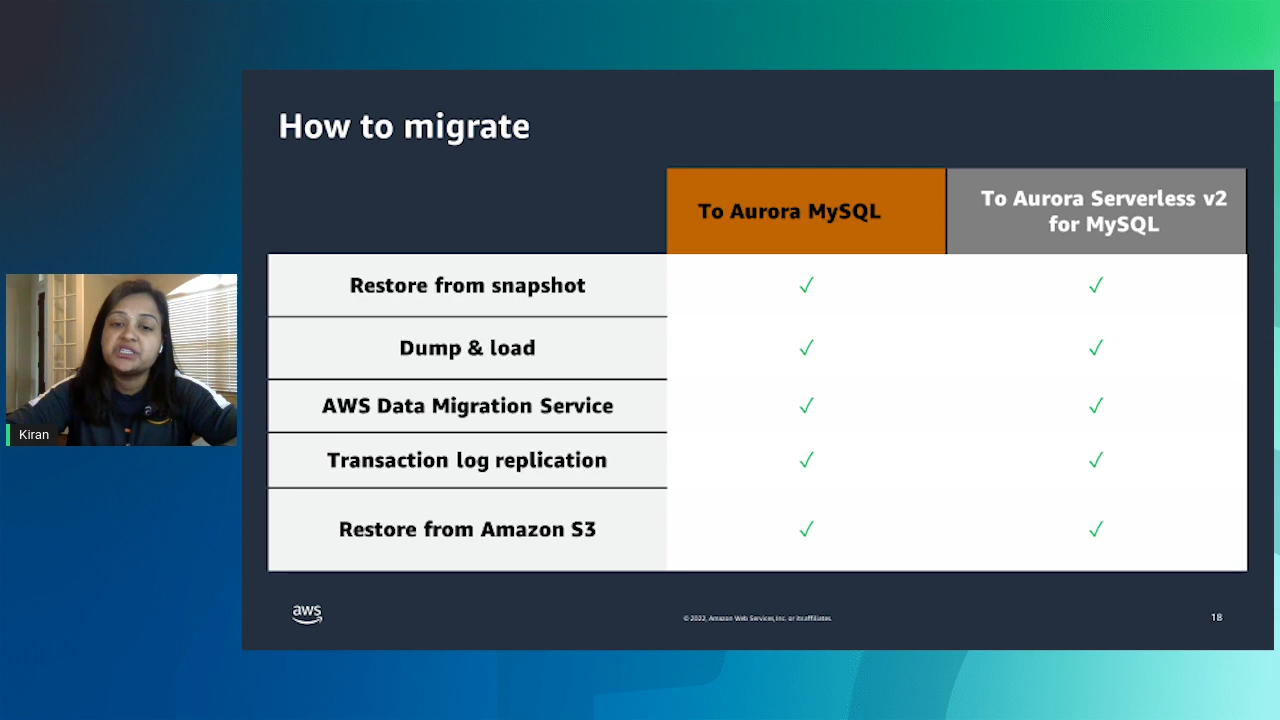 How to migrate
To Aurora MySQL
To Aurora Serverless v2
for MySQL
Restore from snapshot
Dump & load
AWS Data Migration Service
Transaction log replication
Restore from Amazon S3
Kiran
aws
© 2022, Amazon Web Services, Inc. or its affiliates.
18